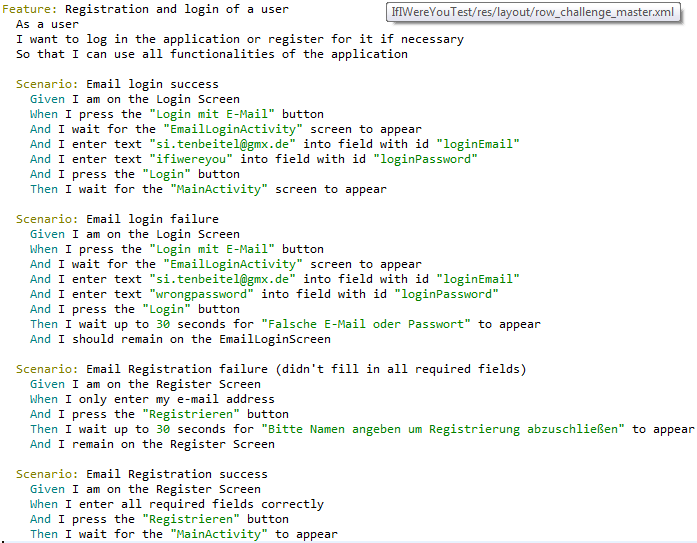 Feature: Registration and login of a user
IfIWereYouTest/res/layout/row_challenge_master.xml
As a user
I want to log in the application or register for it if necessary
So that I can use all functionalities of the application
Scenario: Email login success
Given I am on the Login Screen
When I press the "Login mit E-Mail" button
And I wait for the "EmailLoginActivity" screen to appear
And I enter text "si.tenbeitel@gmx.de" into field with id "loginEmail"
And I enter text "ifiwereyou" into field with id "loginPassword"
And I press the "Login" button
Then I wait for the "MainActivity" screen to appear
Scenario: Email login failure
Given I am on the Login Screen
When I press the "Login mit E-Mail" button
And I wait for the "EmailLoginActivity" screen to appear
And I enter text "si.tenbeitel@gmx.de" into field with id "loginEmail"
And I enter text "wrongpassword" into field with id "loginPassword"
And I press the "Login" button
Then I wait up to 30 seconds for "Falsche E-Mail oder Passwort" to appear
And I should remain on the EmailLoginScreen
Scenario: Email Registration failure (didn't fill in all required fields)
Given I am on the Register Screen
When I only enter my e-mail address
And I press the "Registrieren" button
Then I wait up to 30 seconds for "Bitte Namen angeben um Registrierung abzuschließen" to appear
And I remain on the Register Screen
Scenario: Email Registration success
Given I am on the Register Screen
When I enter all required fields correctly
And I press the "Registrieren" button
Then I wait for the "MainActivity" to appear